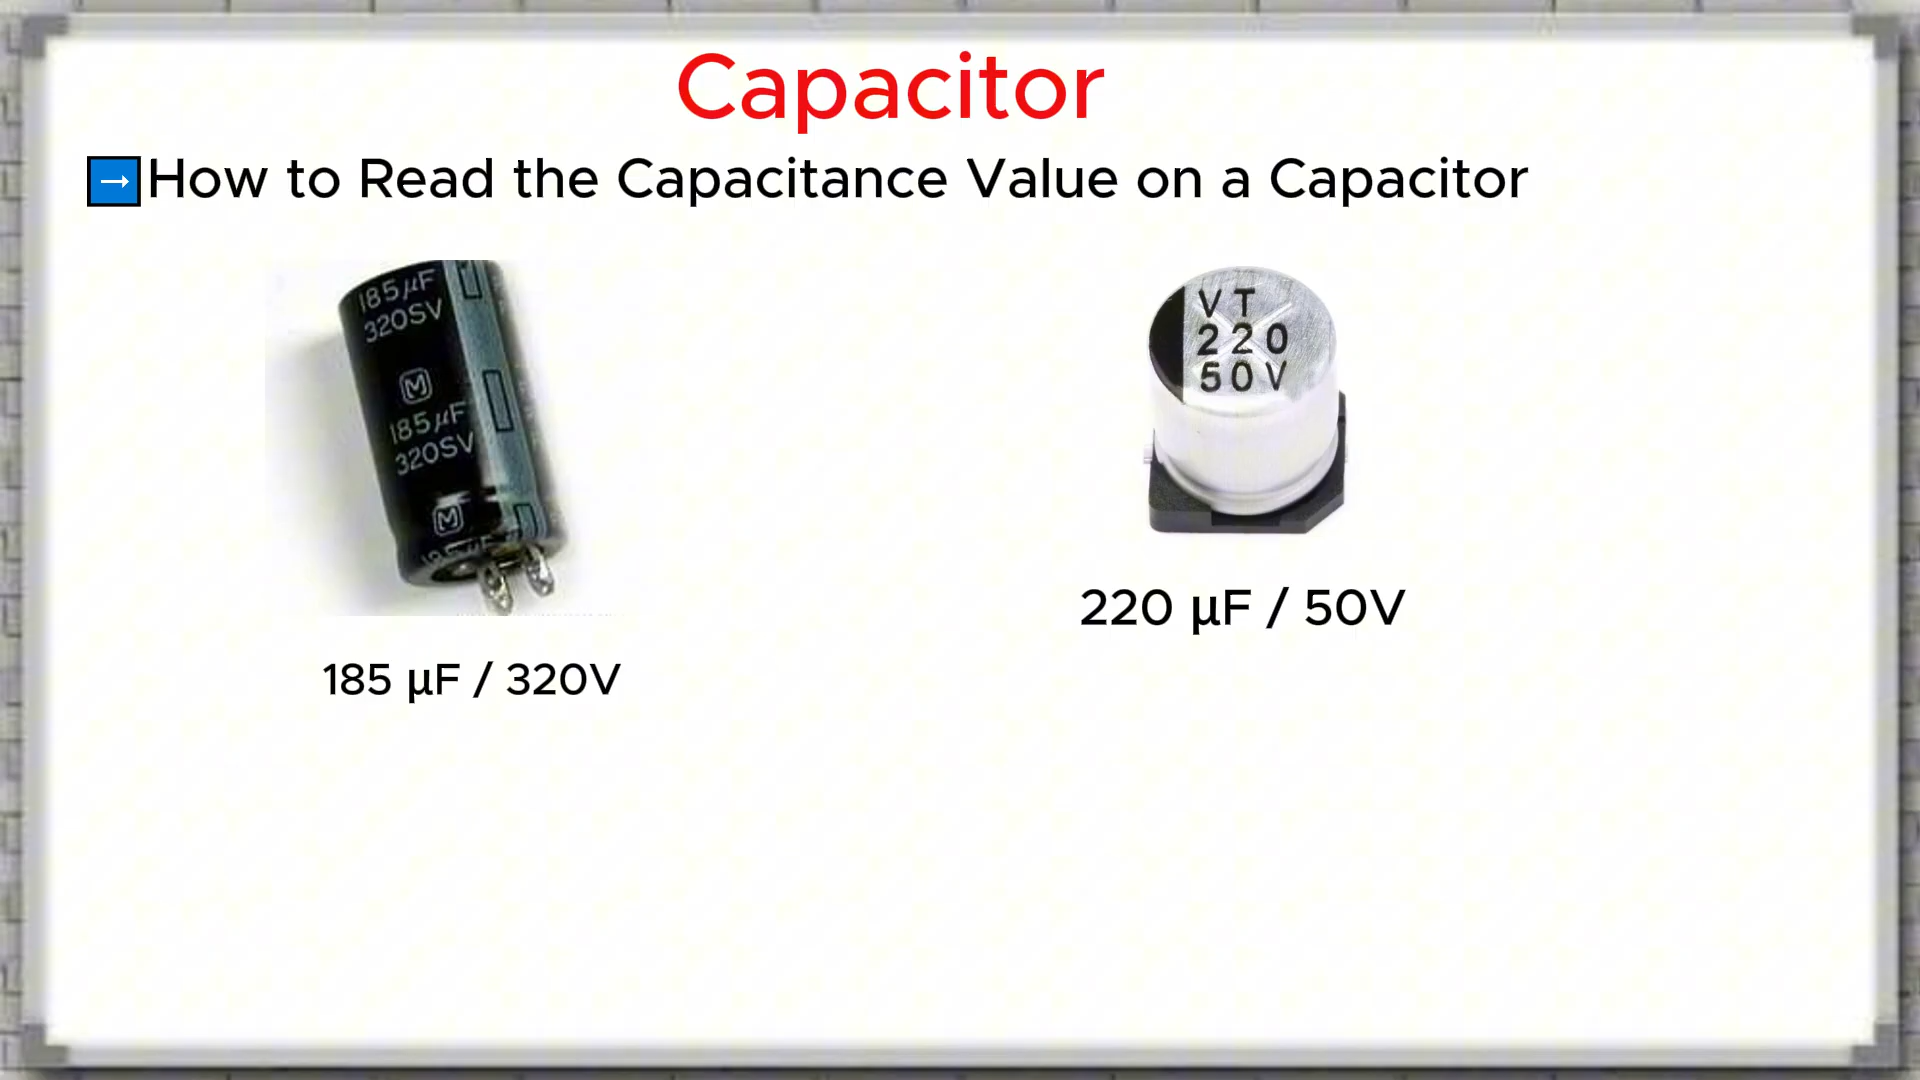 Capacitor
→ How to Read the Capacitance Value on a Capacitor
185µF
320SV
M
185µF
320SV
M
185µF
VT
220
50V
220 µF / 50V
185 µF / 320V